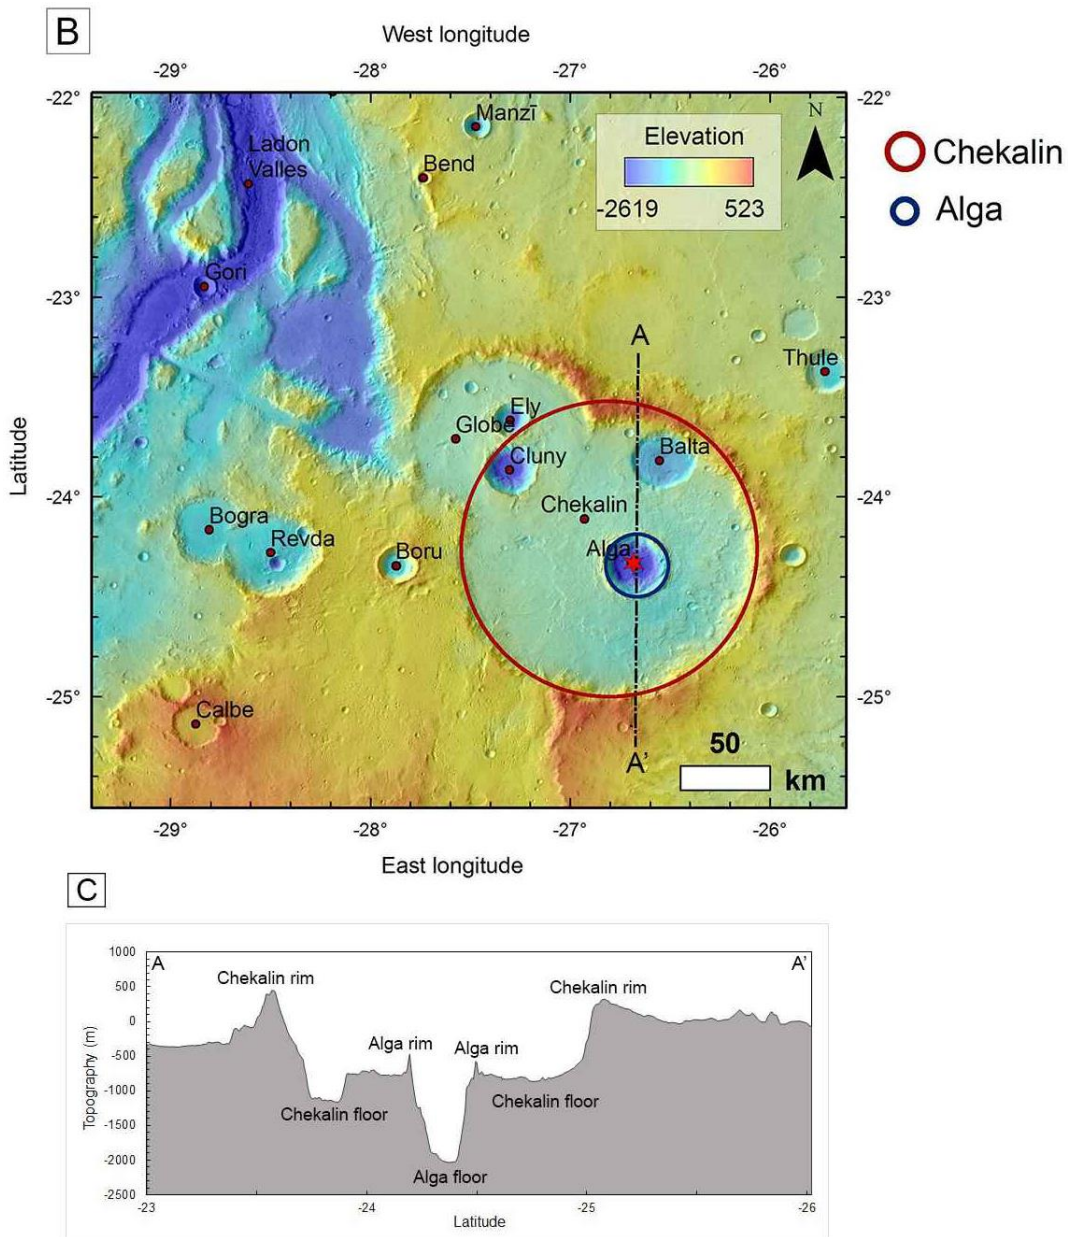 B
West longitude
-29° -28° -27° -26°
-22° -22°
Manzī
N
Elevation
-2619 523
Chekalin
Ladon
Valles
Bend
Alga
Gori
-23° -23°
A
Thule
Ely
Globe
Balta
Cluny
Latitude
-24° -24°
Chekalin
Bogra
Revda
Alga
Boru
-25° -25°
Calbe
50
km
A'
-29° -28° -27° -26°
East longitude
C
1000
A A'
Chekalin rim
Chekalin rim
500
0
Alga rim Alga rim
-500
-1000
Chekalin floor Chekalin floor
Topography (m)
-1500
-2000
Alga floor
-2500
-23 -24 -25 -26
Latitude